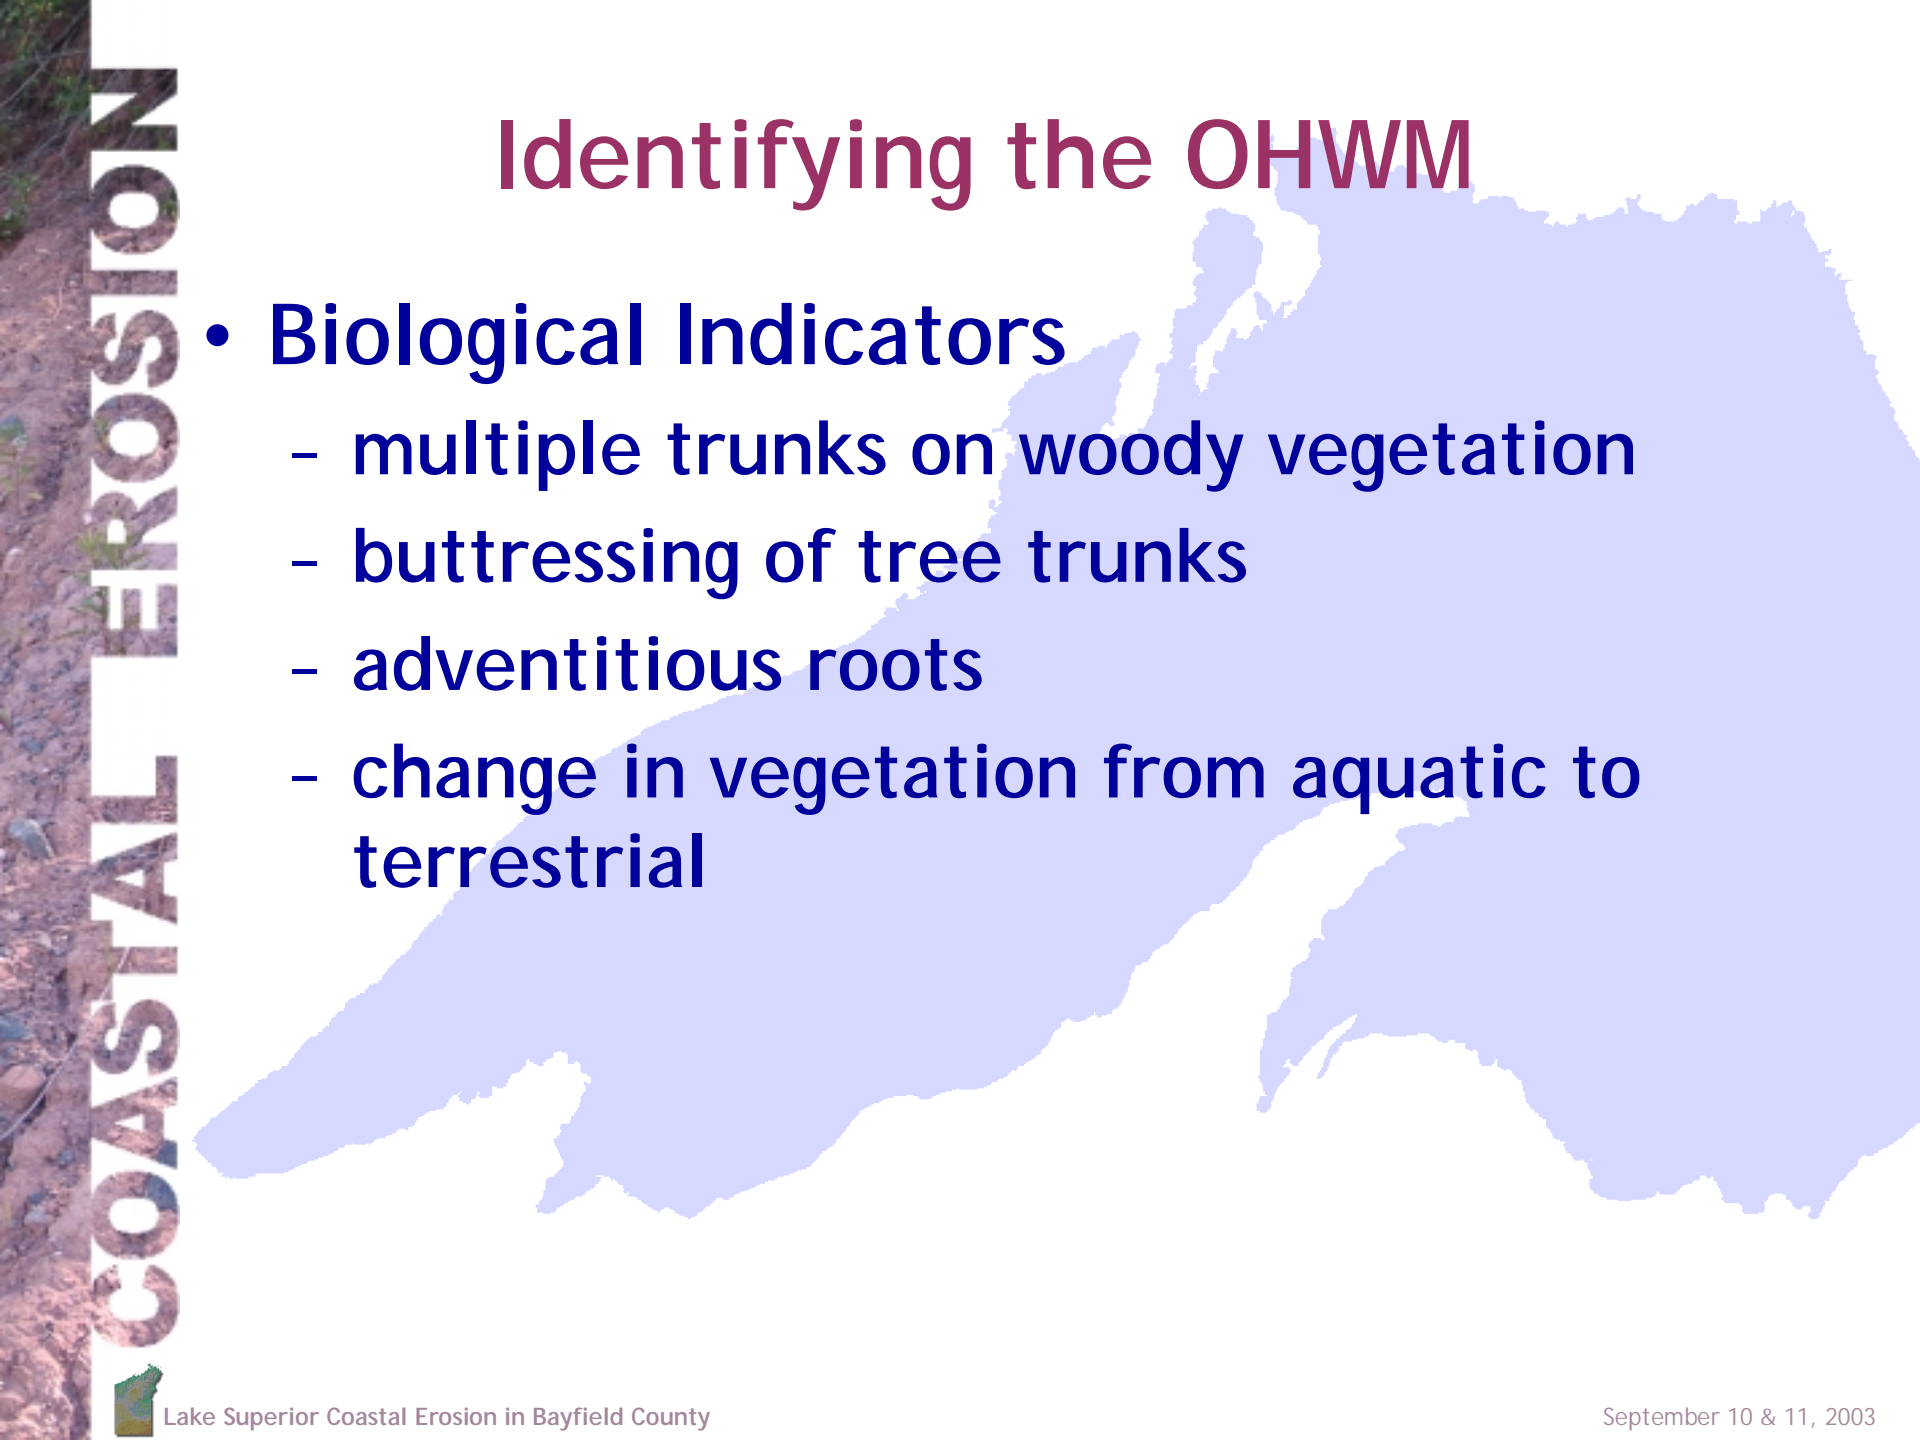 Identifying the OHWM
• Biological Indicators
– multiple trunks on woody vegetation
– buttressing of tree trunks
– adventitious roots
– change in vegetation from aquatic to
terrestrial
COASTAL EROSION
Lake Superior Coastal Erosion in Bayfield County
September 10 & 11, 2003